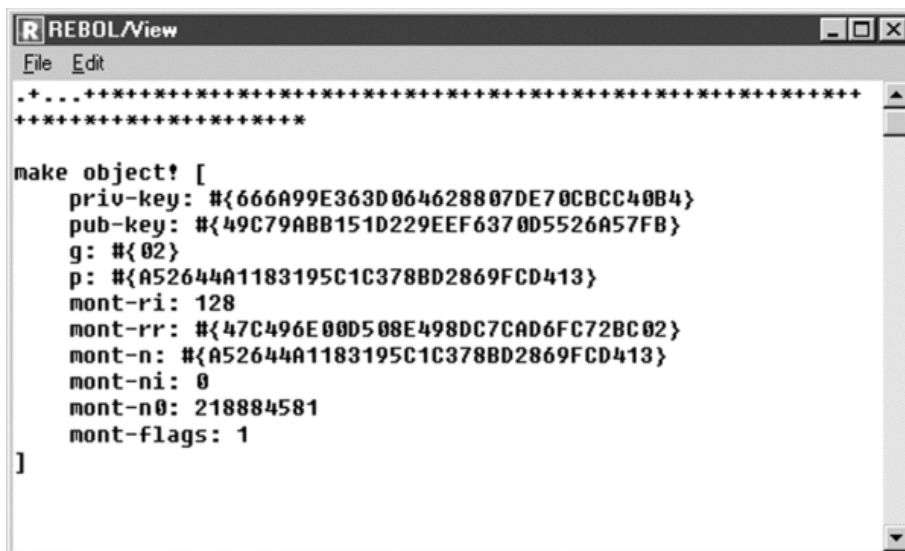 R REBOL/View
File Edit
.+...++*++*++*++*++*++*++*++*++*++*++*++*++*++*++*++*++*++*++
++*++*++*++*++*++*++*
make object! [
priv-key: #{666A99E363D064628807DE70CBCC40B4}
pub-key: #{49C79ABB151D229EEF6370D5526A57FB}
g: #{02}
p: #{A52644A1183195C1C378BD2869FCD413}
mont-ri: 128
mont-rr: #{47C496E00D508E498DC7CAD6FC72BC02}
mont-n: #{A52644A1183195C1C378BD2869FCD413}
mont-ni: 0
mont-n0: 218884581
mont-flags: 1
]